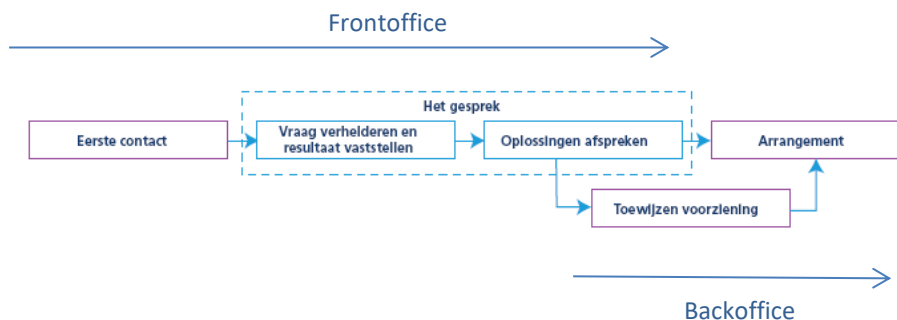 Frontoffice
Het gesprek
Eerste contact
Vraag verhelderen en
resultaat vaststellen
Oplossingen afspreken
Arrangement
Toewijzen voorziening
Backoffice